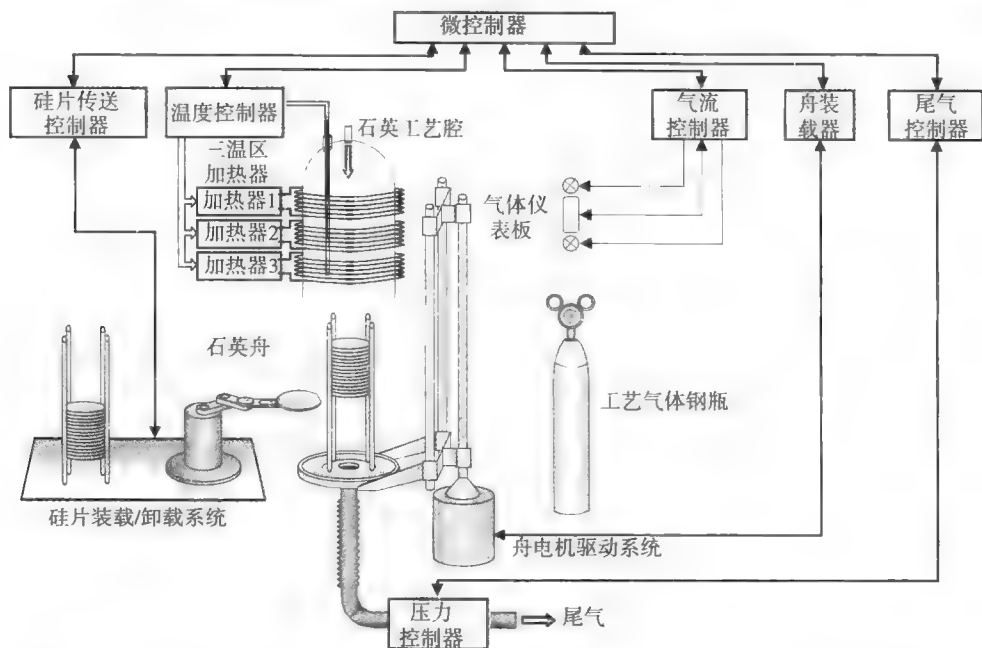 微控制器
硅片传送
控制器
温度控制器
气流
控制器
舟装
载器
尾气
控制器
石英工艺腔
三温区
加热器
加热器1
加热器2
加热器3
气体仪
表板
石英舟
工艺气体钢瓶
硅片装载/卸载系统
舟电机驱动系统
压力
控制器
尾气